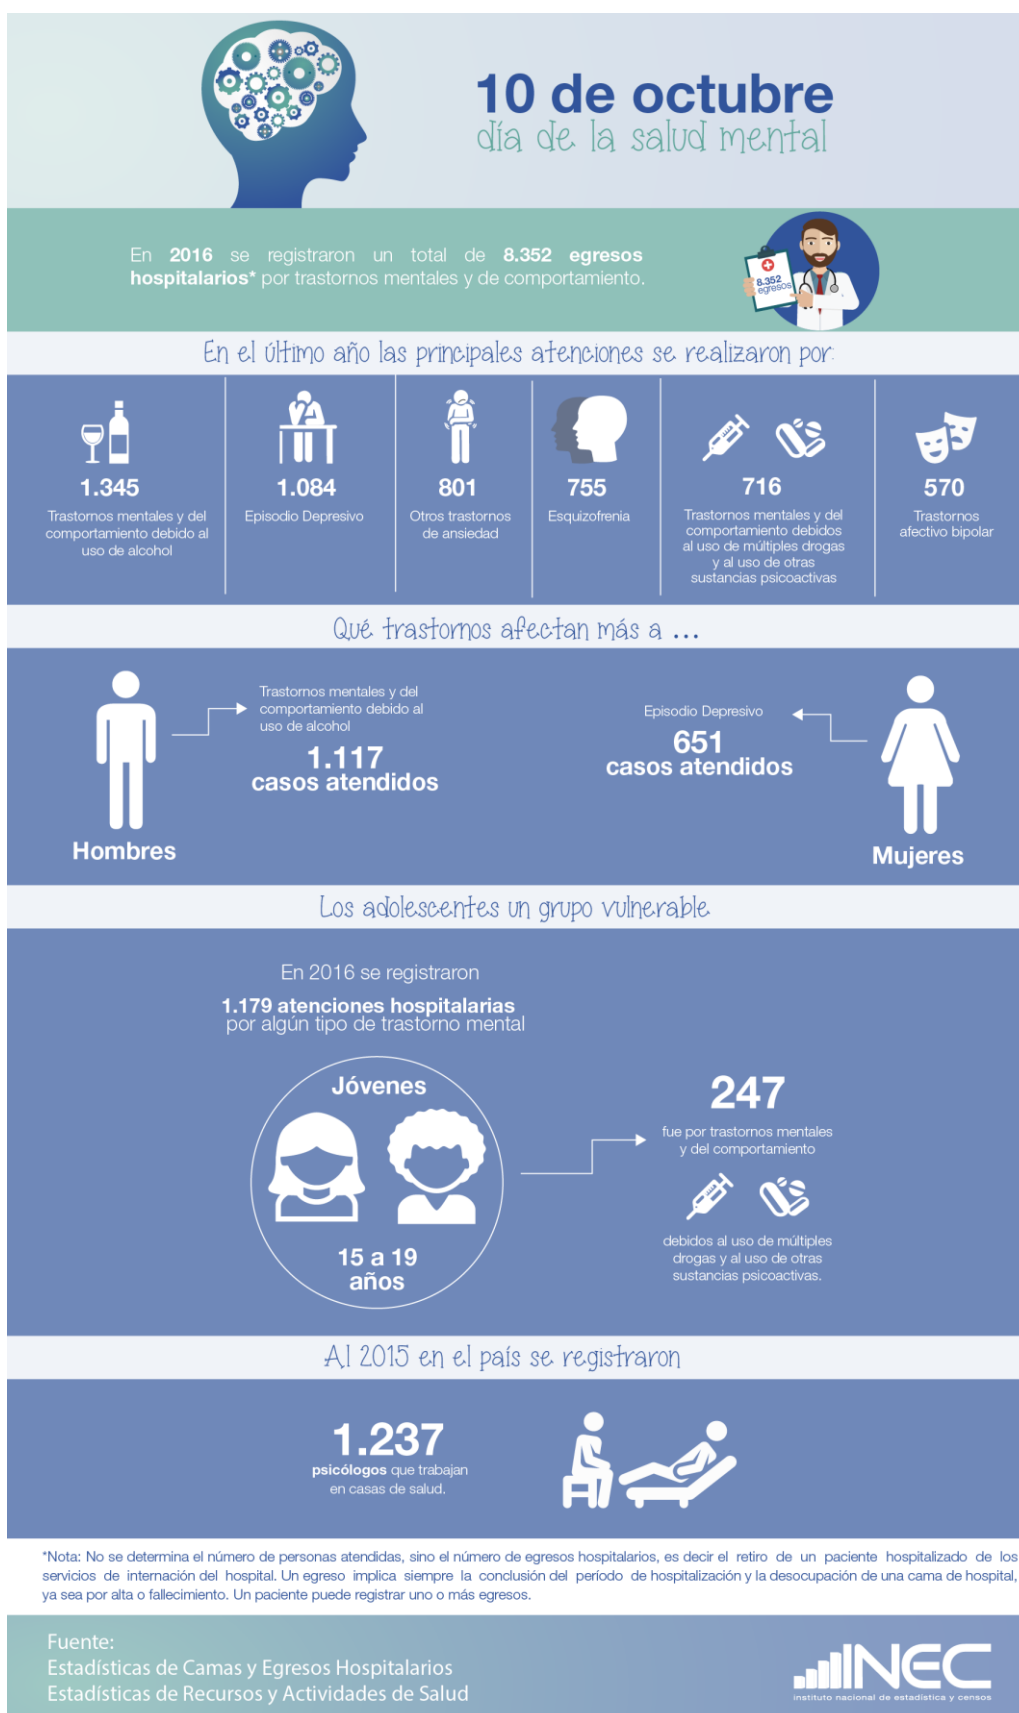 10 de octubre
día de la salud mental
En 2016 se registraron un total de 8.352 egresos
hospitalarios* por trastornos mentales y de comportamiento.
8.352
egresos
En el último año las principales atenciones se realizaron por:
1.345
Trastornos mentales y del
comportamiento debido al
uso de alcohol
1.084
Episodio Depresivo
801
Otros trastornos
de ansiedad
755
Esquizofrenia
716
Trastornos mentales y del
comportamiento debidos
al uso de múltiples drogas
y al uso de otras
sustancias psicoactivas
570
Trastornos
afectivo bipolar
Qué trastornos afectan más a ...
Trastornos mentales y del
comportamiento debido al
uso de alcohol
1.117
casos atendidos
Hombres
Episodio Depresivo
651
casos atendidos
Mujeres
Los adolescentes un grupo vulnerable
En 2016 se registraron
1.179 atenciones hospitalarias
por algún tipo de trastorno mental
Jóvenes
15 a 19
años
247
fue por trastornos mentales
y del comportamiento
debidos al uso de múltiples
drogas y al uso de otras
sustancias psicoactivas.
Al 2015 en el país se registraron
1.237
psicólogos que trabajan
en casas de salud.
*Nota: No se determina el número de personas atendidas, sino el número de egresos hospitalarios, es decir el retiro de un paciente hospitalizado de los
servicios de internación del hospital. Un egreso implica siempre la conclusión del período de hospitalización y la desocupación de una cama de hospital,
ya sea por alta o fallecimiento. Un paciente puede registrar uno o más egresos.
Fuente:
Estadísticas de Camas y Egresos Hospitalarios
Estadísticas de Recursos y Actividades de Salud
INEC
instituto nacional de estadística y censos